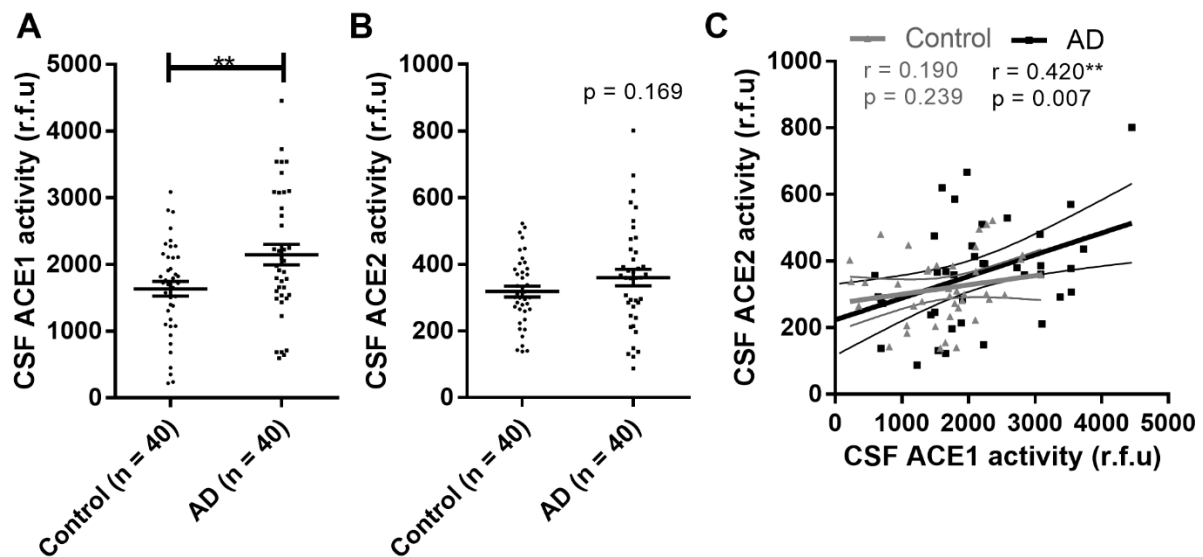 A
**
5000
4000
3000
2000
1000
0
CSF ACE1 activity (r.f.u)
Control (n = 40)
AD (n = 40)
B
p = 0.169
1000
800
600
400
200
0
CSF ACE2 activity (r.f.u)
Control (n = 40)
AD (n = 40)
C
Control AD
r = 0.190 r = 0.420**
p = 0.239 p = 0.007
1000
800
600
400
200
0
CSF ACE2 activity (r.f.u)
0 1000 2000 3000 4000 5000
CSF ACE1 activity (r.f.u)